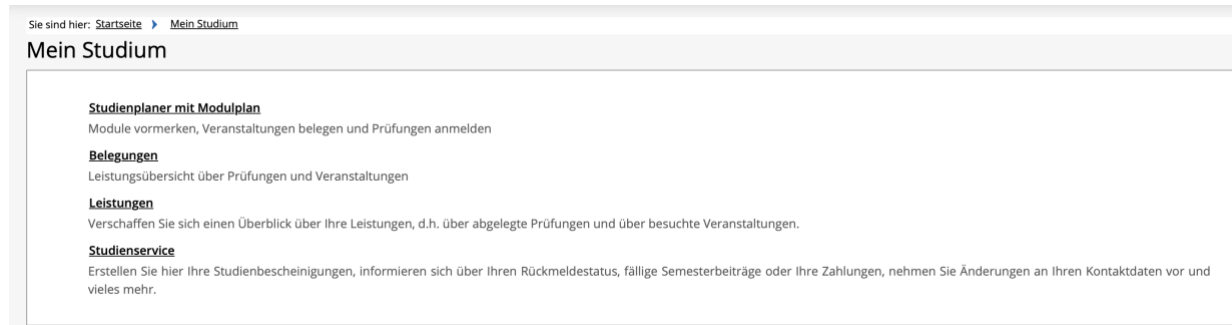 Sie sind hier: Startseite > Mein Studium
Mein Studium
Studienplaner mit Modulplan
Module vormerken, Veranstaltungen belegen und Prüfungen anmelden
Belegungen
Leistungsübersicht über Prüfungen und Veranstaltungen
Leistungen
Verschaffen Sie sich einen Überblick über Ihre Leistungen, d.h. über abgelegte Prüfungen und über besuchte Veranstaltungen.
Studienservice
Erstellen Sie hier Ihre Studienbescheinigungen, informieren sich über Ihren Rückmeldestatus, fällige Semesterbeiträge oder Ihre Zahlungen, nehmen Sie Änderungen an Ihren Kontaktdaten vor und
vieles mehr.